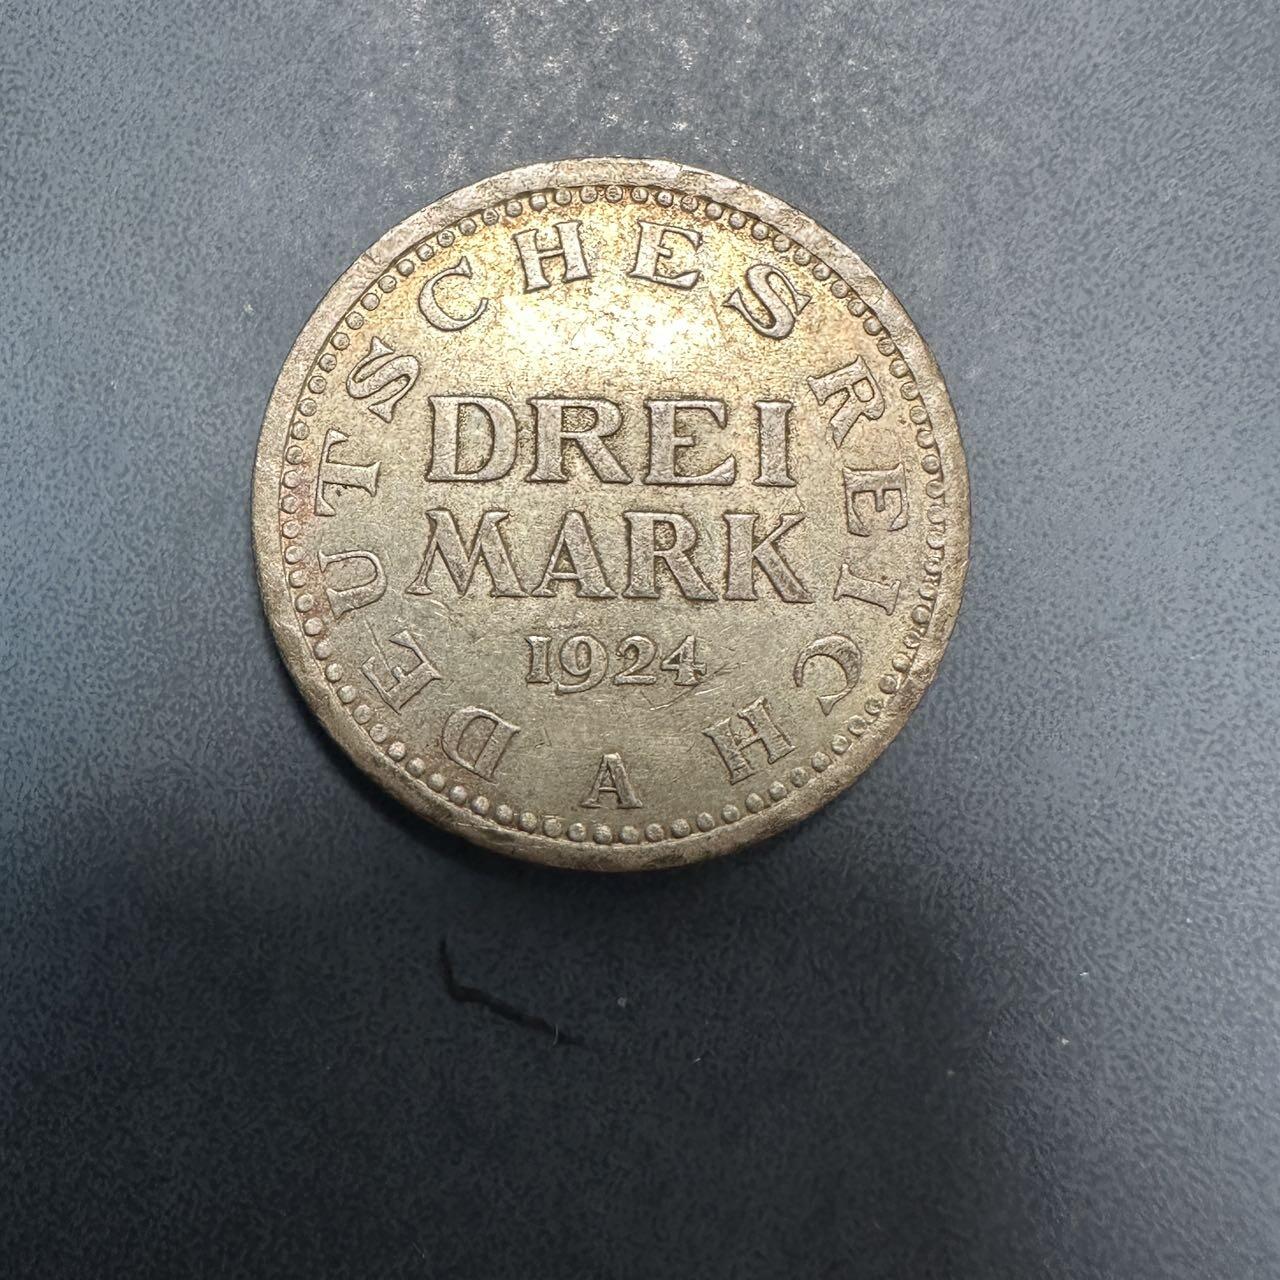 DEUTSCHES REICH
DREI
MARK
1924
A